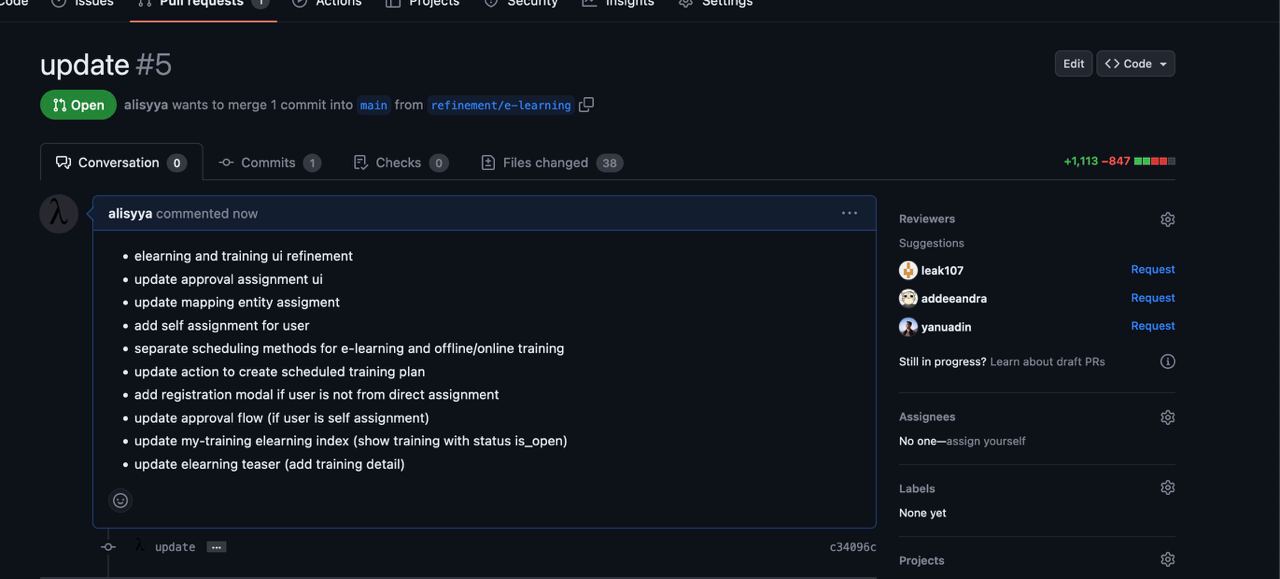 Code Issues Pull requests 1 Actions Projects Security Insights Settings
update #5
Edit
<> Code
Open alisyya wants to merge 1 commit into main from refinement/e-learning
Conversation 0 Commits 1 Checks 0 Files changed 38
+1,113 −847
alisyya commented now
elearning and training ui refinement
update approval assignment ui
update mapping entity assigment
add self assignment for user
separate scheduling methods for e-learning and offline/online training
update action to create scheduled training plan
add registration modal if user is not from direct assignment
update approval flow (if user is self assignment)
update my-training elearning index (show training with status is_open)
update elearning teaser (add training detail)
update ... c34096c
Reviewers
Suggestions
leak107 Request
addeeandra Request
yanuadin Request
Still in progress? Learn about draft PRs
Assignees
No one—assign yourself
Labels
None yet
Projects